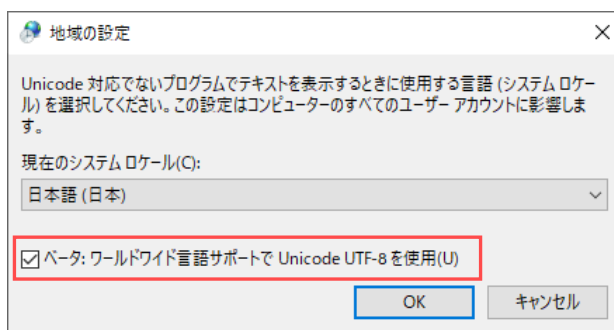 地域の設定
Unicode 対応でないプログラムでテキストを表示するときに使用する言語 (システム ロケー
ル) を選択してください。この設定はコンピューターのすべてのユーザー アカウントに影響しま
す。
現在のシステム ロケール(C):
日本語 (日本)
ベータ: ワールドワイド言語サポートで Unicode UTF-8 を使用(U)
OK
キャンセル